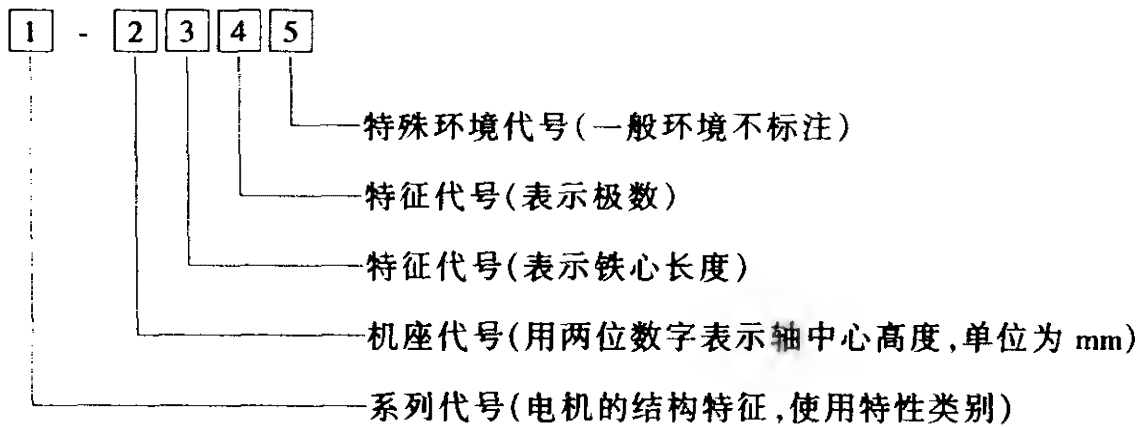 1 - 2 3 4 5
特殊环境代号(一般环境不标注)
特征代号(表示极数)
特征代号(表示铁心长度)
机座代号(用两位数字表示轴中心高度,单位为 mm)
系列代号(电机的结构特征,使用特性类别)